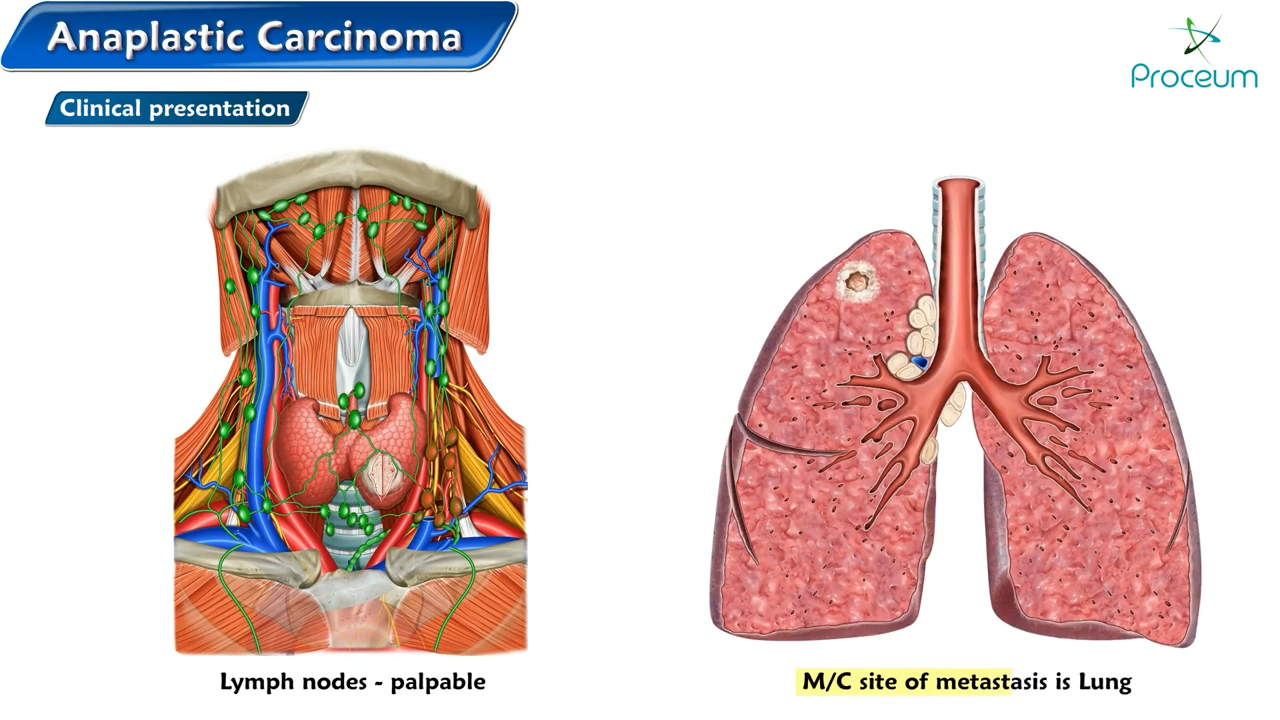 Anaplastic Carcinoma
Proceum
Clinical presentation
Lymph nodes - palpable
M/C site of metastasis is Lung